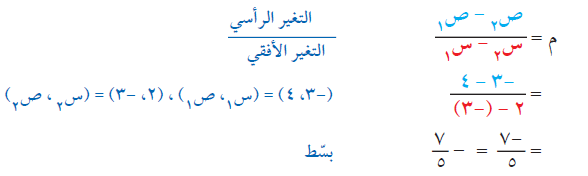 م = (ص٢ − ص١)/(س٢ − س١) التغير الرأسي/التغير الأفقي
= (−٣ − ٤)/(٢ − (−٣)) (−٣، ٤) = (س١، ص١)، (٢، −٣) = (س٢، ص٢)
= −٧/٥ = −٧/٥ بسّط